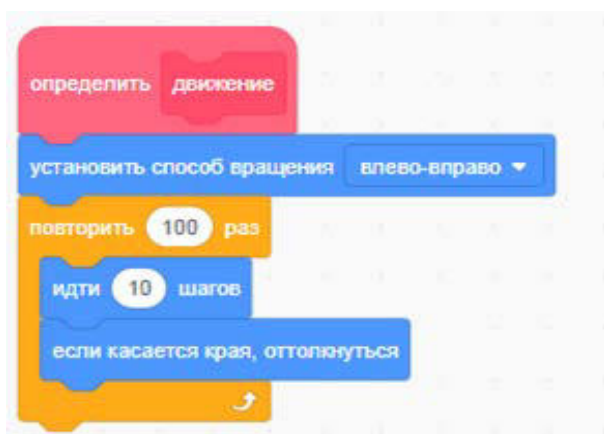 определить движение
установить способ вращения влево-вправо
повторить 100 раз
идти 10 шагов
если касается края, оттолкнуться